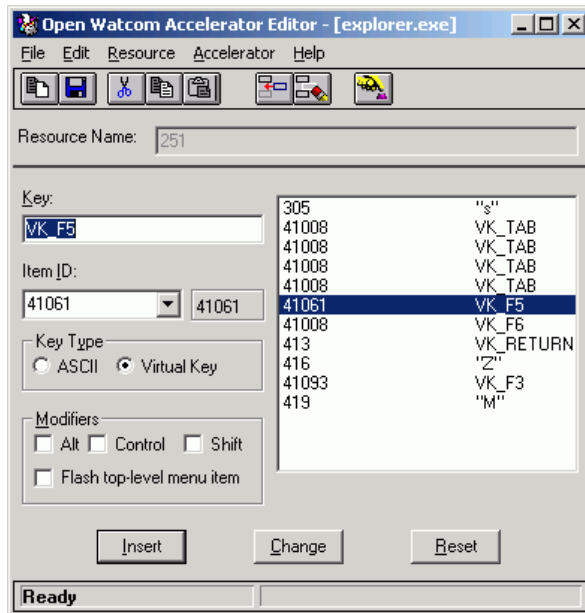 Open Watcom Accelerator Editor - [explorer.exe]
File Edit Resource Accelerator Help
Resource Name: 251
Key:
VK_F5
Item ID:
41061 41061
Key Type
ASCII Virtual Key
Modifiers
Alt Control Shift
Flash top-level menu item
305 "s"
41008 VK_TAB
41008 VK_TAB
41008 VK_TAB
41008 VK_TAB
41061 VK_F5
41008 VK_F6
413 VK_RETURN
416 "Z"
41093 VK_F3
419 "M"
Insert Change Reset
Ready